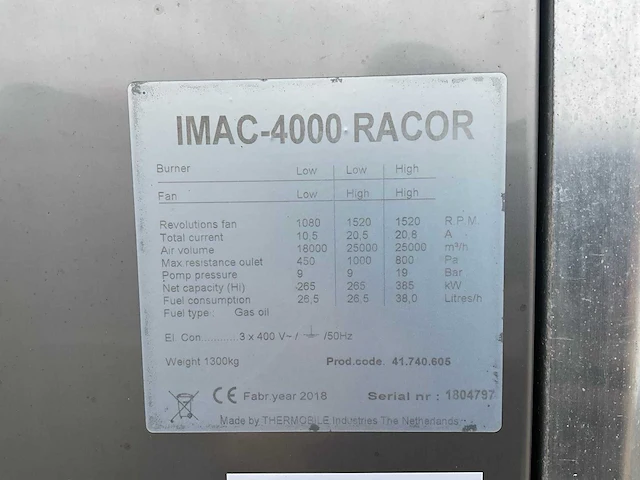 IMAC-4000 RACOR
Burner Low Low High
Fan Low High High
Revolutions fan 1080 1520 1520 R.P.M.
Total current 10,5 20,5 20,8 A
Air volume 18000 25000 25000 m³/h
Max resistance oulet 450 1000 800 Pa
Pomp pressure 9 9 19 Bar
Net capacity (Hi) 265 265 385 kW
Fuel consumption 26,5 26,5 38,0 Litres/h
Fuel type: Gas oil
El. Con. 3 x 400 V~ / /50Hz
Weight 1300kg Prod.code. 41.740.605
CE Fabr.year 2018 Serial nr : 1804797
Made by THERMOBILE Industries The Netherlands